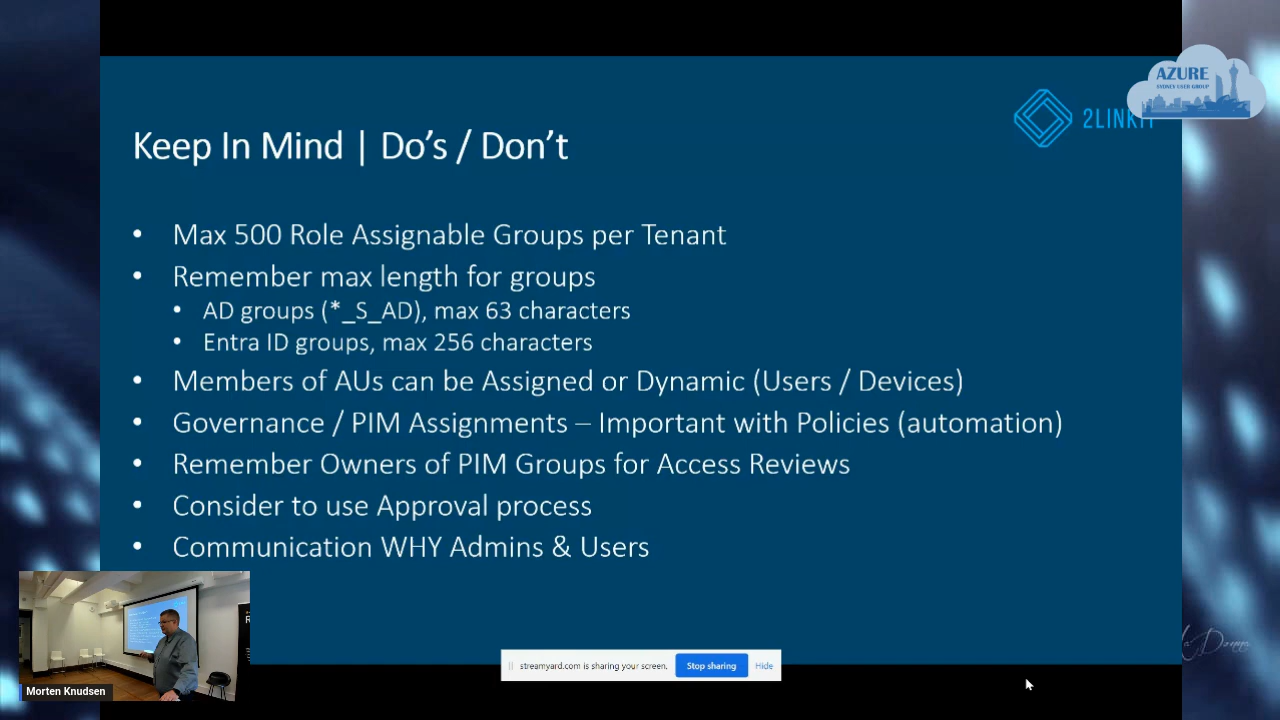 AZURE
SYDNEY USER GROUP
2LINKIT
Keep In Mind | Do's / Don't
• Max 500 Role Assignable Groups per Tenant
• Remember max length for groups
• AD groups (*_S_AD), max 63 characters
• Entra ID groups, max 256 characters
• Members of AUs can be Assigned or Dynamic (Users / Devices)
• Governance / PIM Assignments – Important with Policies (automation)
• Remember Owners of PIM Groups for Access Reviews
• Consider to use Approval process
• Communication WHY Admins & Users
streamyard.com is sharing your screen.
Stop sharing
Hide
Morten Knudsen